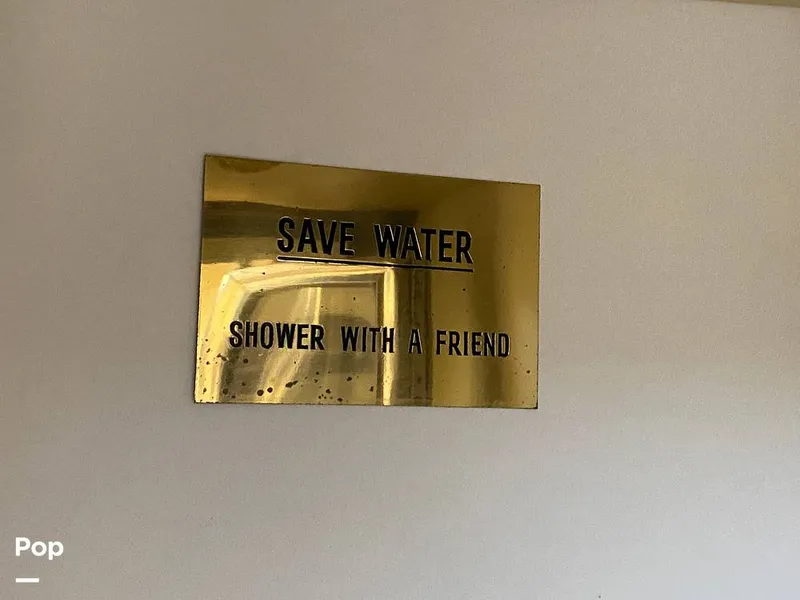 SAVE WATER
SHOWER WITH A FRIEND
Pop